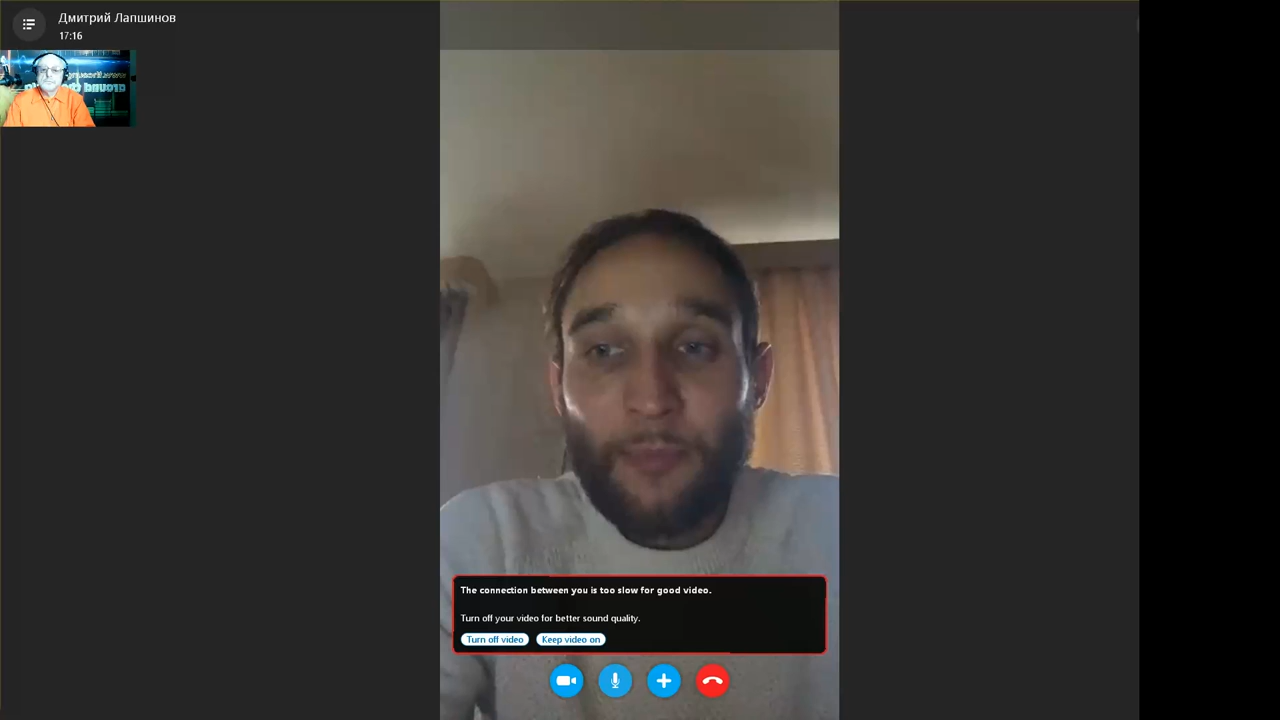 Дмитрий Лапшинов
17:16
The connection between you is too slow for good video.
Turn off your video for better sound quality.
Turn off video
Keep video on